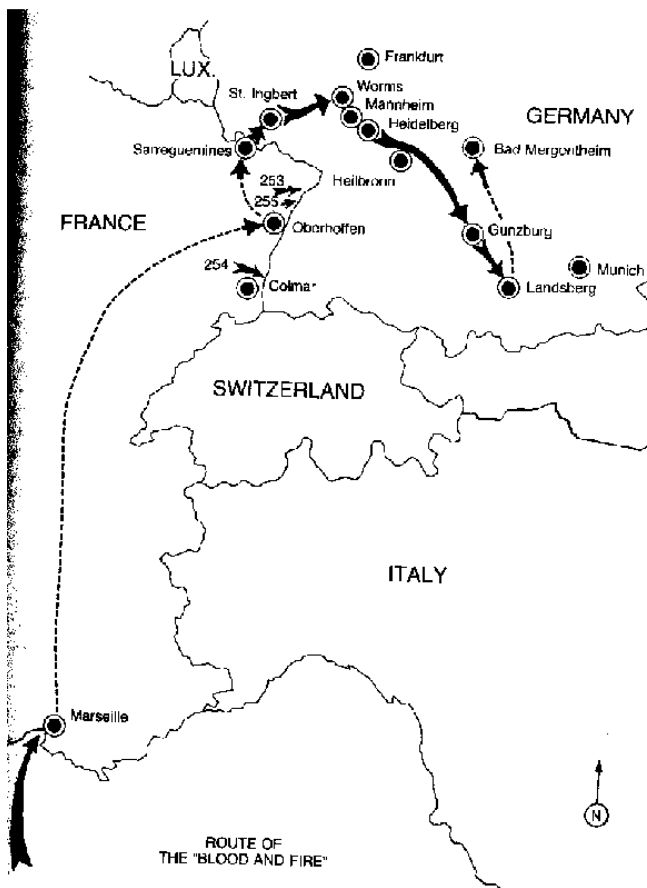 Frankfurt
LUX.
Worms
St. Ingbert
Mannheim
GERMANY
Heidelberg
Sarreguemines
Bad Mergentheim
253
Heilbronn
255
FRANCE
Oberhoffen
Gunzburg
254
Munich
Colmar
Landsberg
SWITZERLAND
ITALY
Marseille
N
ROUTE OF
THE "BLOOD AND FIRE"